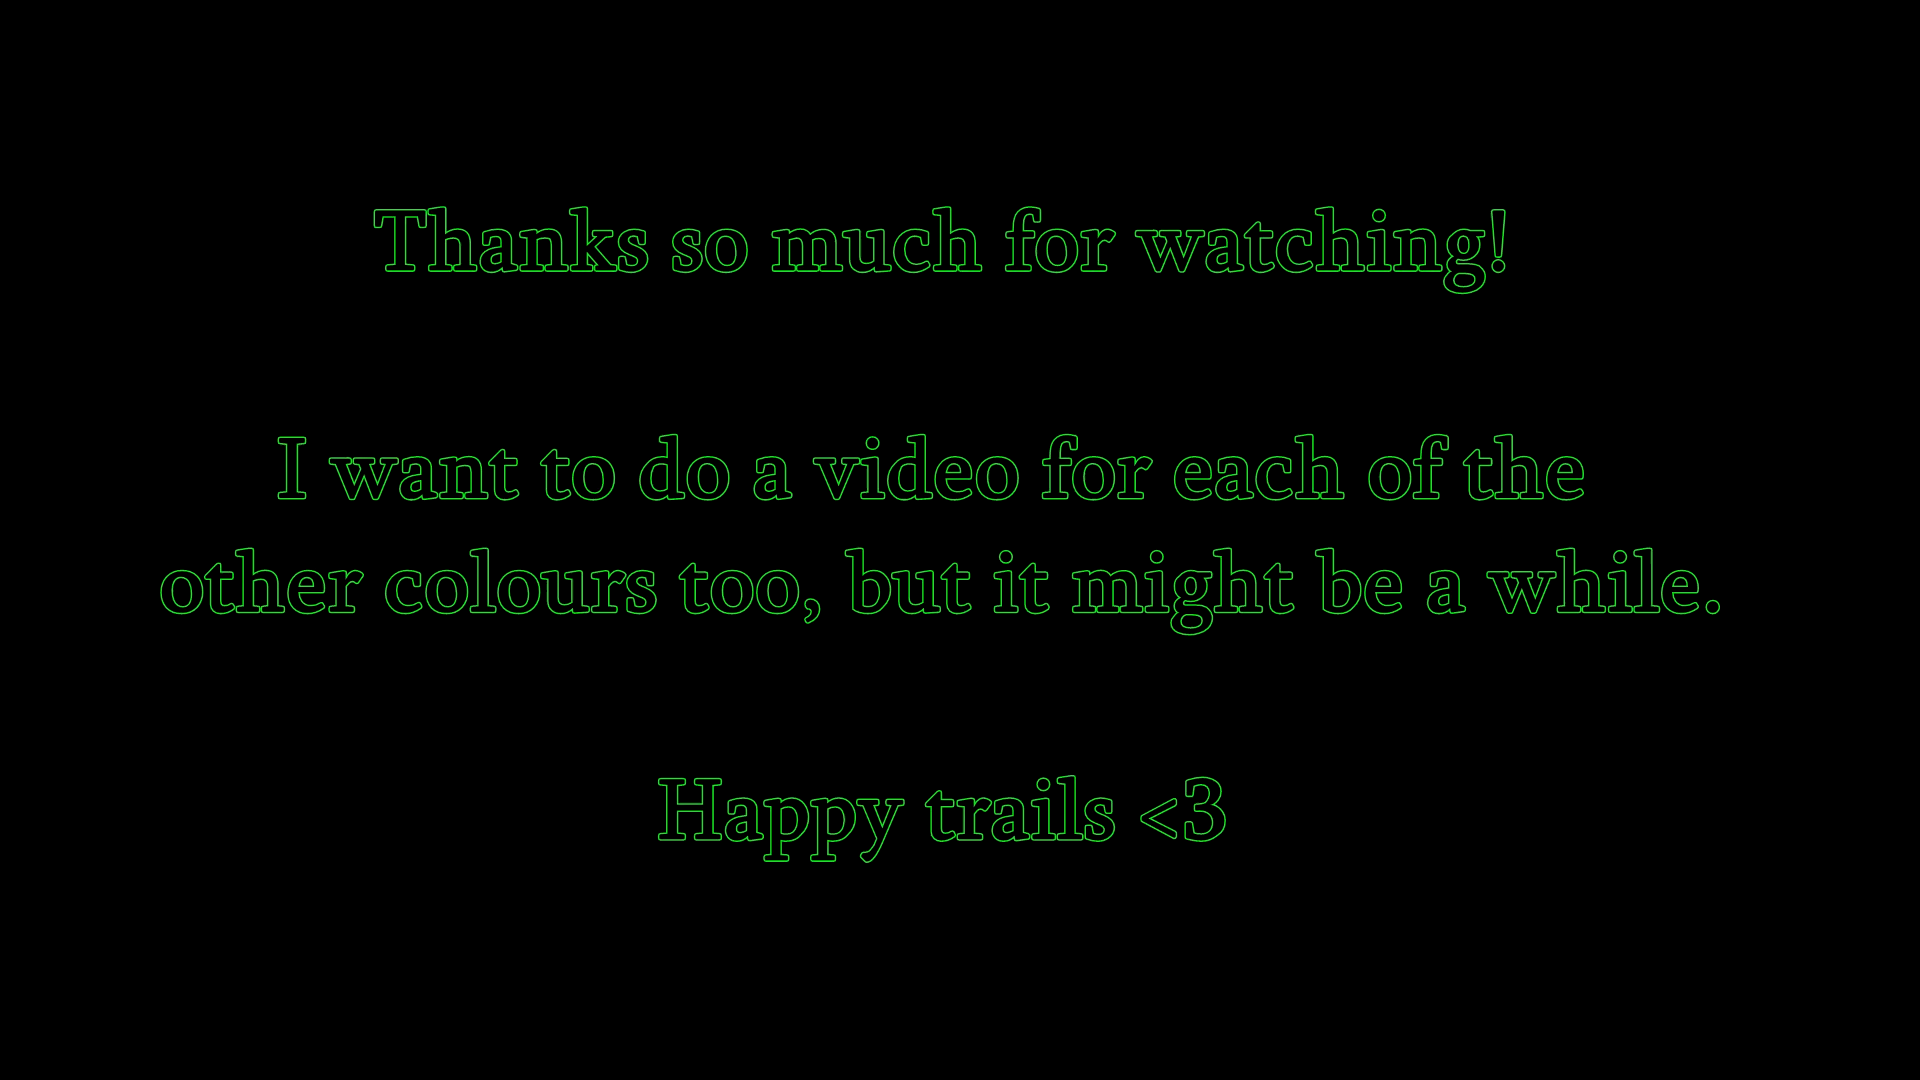 Thanks so much for watching!
I want to do a video for each of the
other colours too, but it might be a while.
Happy trails <3